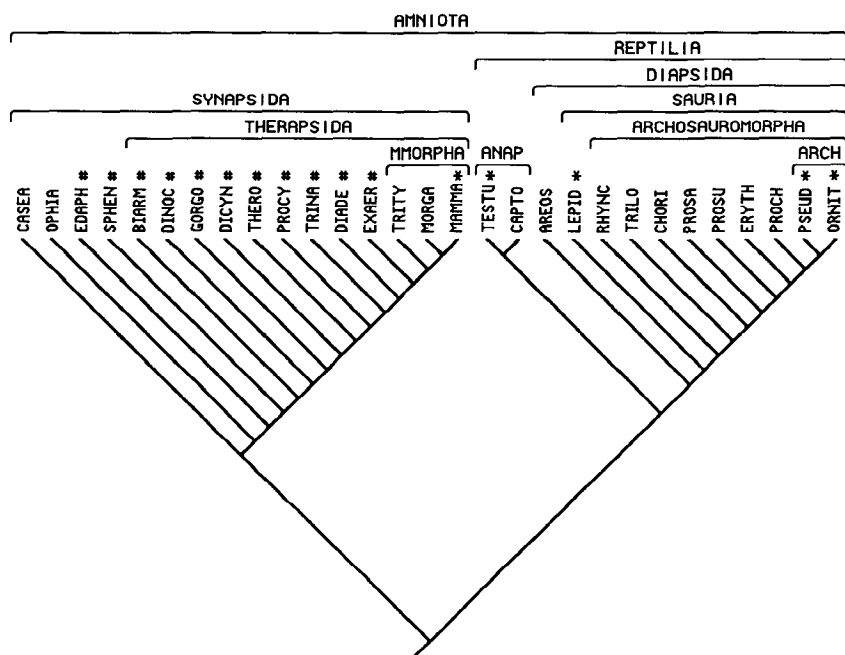 AMNIOTA
REPTILIA
DIAPSIDA
SYNAPSIDA SAURIA
THERAPSIDA ARCHOSAUROMORPHA
MMORPHA ANAP ARCH
CASEA
OPHIA
EDAPH #
SPHEN #
BIARM #
DINOC #
GORGO #
DICYN #
THERO #
PROCY #
TRINA #
DIADE #
EXAER #
TRITY
MORGA
MAMMA *
TESTU *
CAPTO
AREOS
LEPID *
RHYNC
TRILO
CHORI
PROSA
PROSU
ERYTH
PROCH
PSEUD *
ORNIT *